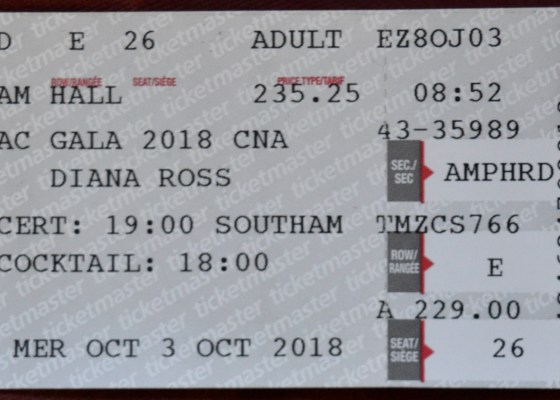 D E 26 ADULT EZ8OJ03
ROW/RANGÉE SEAT/SIÈGE PRICE TYPE/TARIF
AM HALL 235.25 08:52
AC GALA 2018 CNA 43-35989
DIANA ROSS
SEC./SEC AMPHRD
CERT: 19:00 SOUTHAM TMZCS766
COCKTAIL: 18:00
ROW/RANGÉE E
A 229.00
MER OCT 3 OCT 2018
SEAT/SIÈGE 26
ticketmaster